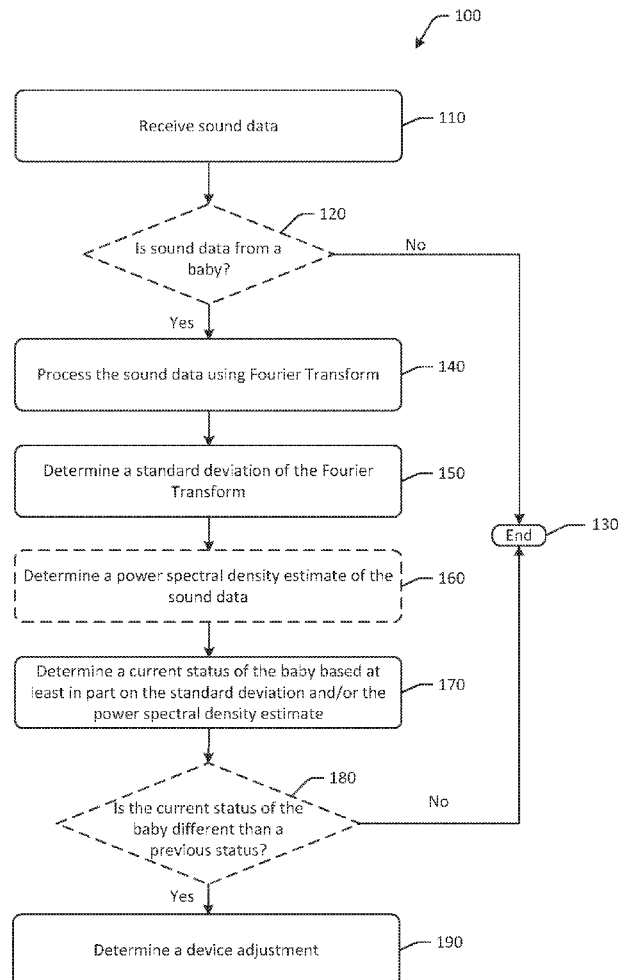 100
Receive sound data
110
120
Is sound data from a
baby?
No
Yes
Process the sound data using Fourier Transform
140
Determine a standard deviation of the Fourier
Transform
150
End
130
Determine a power spectral density estimate of the
sound data
160
Determine a current status of the baby based at
least in part on the standard deviation and/or the
power spectral density estimate
170
180
Is the current status of the
baby different than a
previous status?
No
Yes
Determine a device adjustment
190